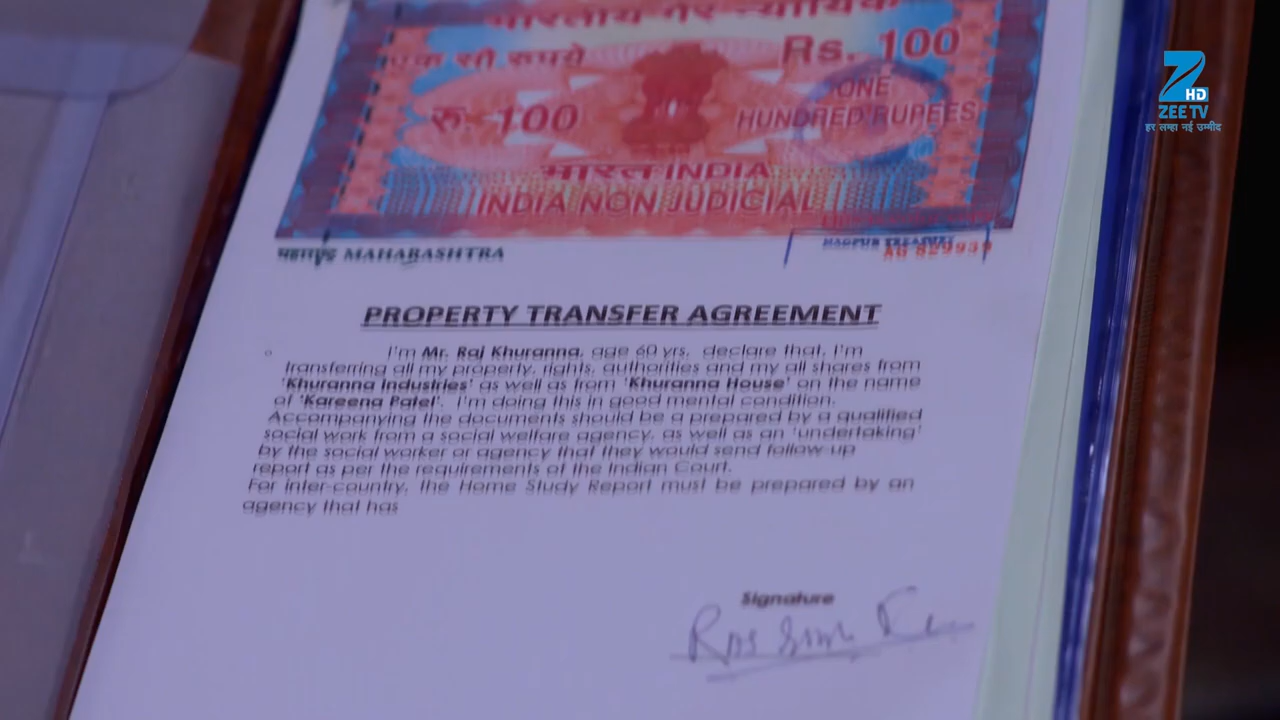 भारतीय गैर न्यायिक
एक सौ रुपये
Rs. 100
रु. 100
ONE
HUNDRED RUPEES
भारत INDIA
INDIA NON JUDICIAL
महाराष्ट्र MAHARASHTRA
NAGPUR TREASURY
PROPERTY TRANSFER AGREEMENT
I'm Mr. Raj Khuranna, age 60 yrs, declare that, I'm
transferring all my property, rights, authorities and my all shares from
'Khuranna Industries' as well as from 'Khuranna House' on the name
of 'Kareena Patel'. I'm doing this in good mental condition.
Accompanying the documents should be a prepared by a qualified
social work from a social welfare agency, as well as an 'undertaking'
by the social worker or agency that they would send follow-up
report as per the requirements of the Indian Court.
For inter-country, the Home Study Report must be prepared by an
agency that has
Signature
Z
HD
ZEE TV
हर लम्हा नई उम्मीद